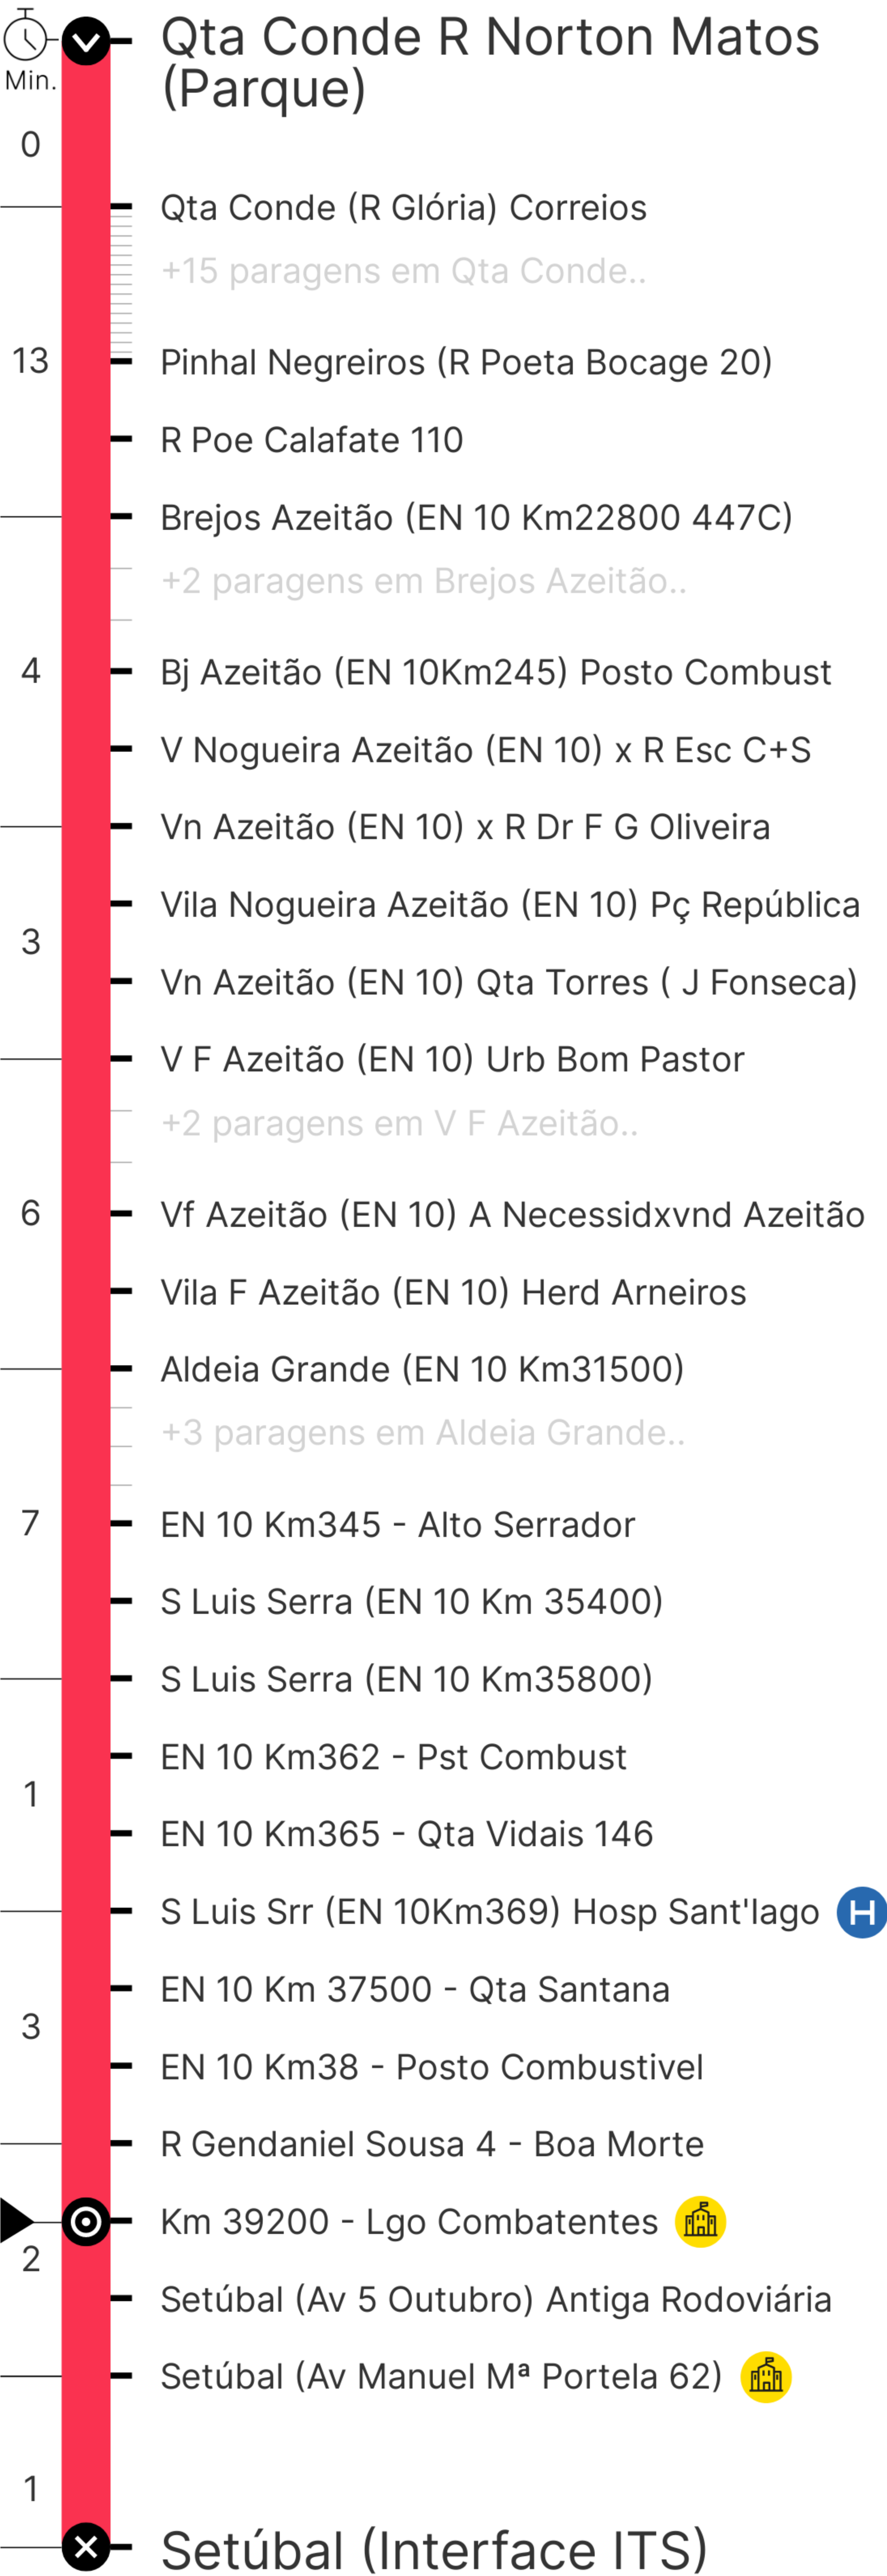 Qta Conde R Norton Matos
(Parque)
Min.
0
Qta Conde (R Glória) Correios
+15 paragens em Qta Conde..
13
Pinhal Negreiros (R Poeta Bocage 20)
R Poe Calafate 110
Brejos Azeitão (EN 10 Km22800 447C)
+2 paragens em Brejos Azeitão..
4
Bj Azeitão (EN 10Km245) Posto Combust
V Nogueira Azeitão (EN 10) x R Esc C+S
Vn Azeitão (EN 10) x R Dr F G Oliveira
Vila Nogueira Azeitão (EN 10) Pç República
3
Vn Azeitão (EN 10) Qta Torres ( J Fonseca)
V F Azeitão (EN 10) Urb Bom Pastor
+2 paragens em V F Azeitão..
6
Vf Azeitão (EN 10) A Necessidxvnd Azeitão
Vila F Azeitão (EN 10) Herd Arneiros
Aldeia Grande (EN 10 Km31500)
+3 paragens em Aldeia Grande..
7
EN 10 Km345 - Alto Serrador
S Luis Serra (EN 10 Km 35400)
S Luis Serra (EN 10 Km35800)
EN 10 Km362 - Pst Combust
1
EN 10 Km365 - Qta Vidais 146
S Luis Srr (EN 10Km369) Hosp Sant'Iago H
EN 10 Km 37500 - Qta Santana
3
EN 10 Km38 - Posto Combustivel
R Gendaniel Sousa 4 - Boa Morte
Km 39200 - Lgo Combatentes
2
Setúbal (Av 5 Outubro) Antiga Rodoviária
Setúbal (Av Manuel Mª Portela 62)
1
Setúbal (Interface ITS)